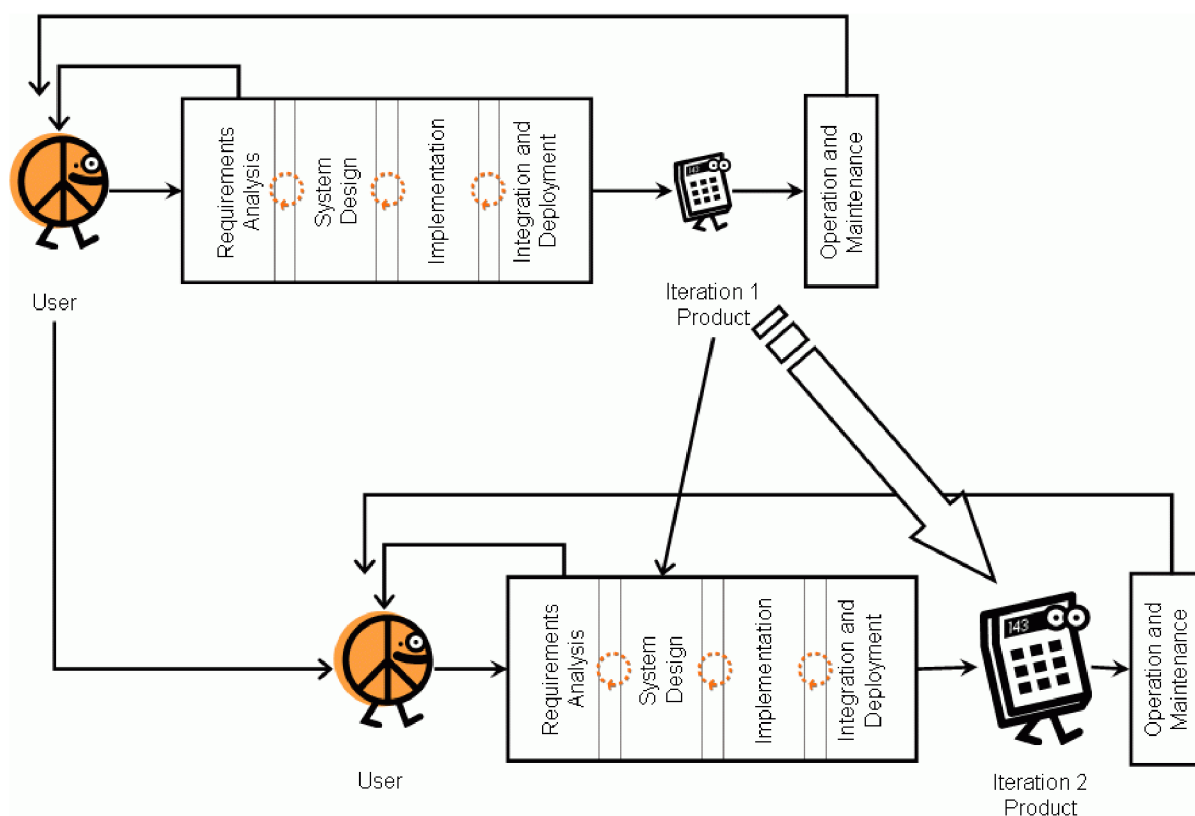 Requirements
Analysis
System
Design
Implementation
Integration and
Deployment
143
Operation and
Maintenance
User
Iteration 1
Product
Requirements
Analysis
System
Design
Implementation
Integration and
Deployment
143
Operation and
Maintenance
User
Iteration 2
Product